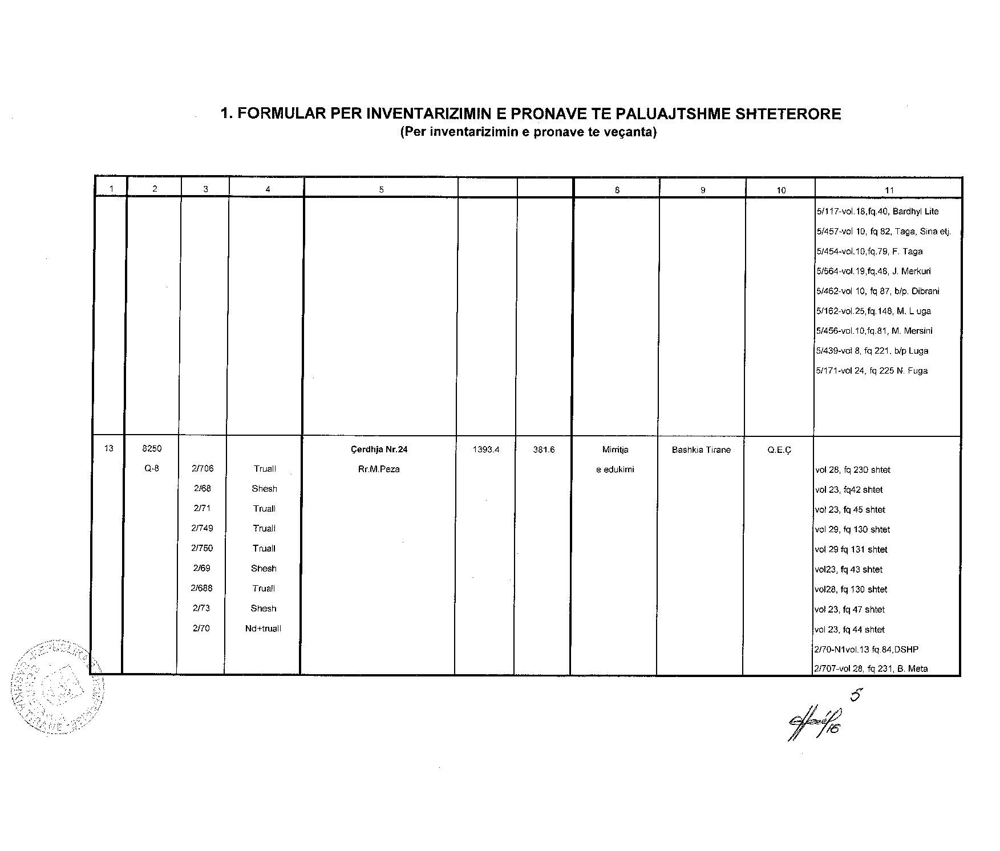 1. FORMULAR PER INVENTARIZIMIN E PRONAVE TE PALUAJTSHME SHTETERORE
(Per inventarizimin e pronave te veçanta)
1 2 3 4 5 8 9 10 11
5/117-vol.18,fq.40, Bardhyl Lite
5/457-vol 10, fq 82, Taga, Sina etj.
5/454-vol.10,fq.79, F. Taga
5/564-vol.19,fq.48, J. Merkuri
5/462-vol 10, fq 87, b/p. Dibrani
5/162-vol.25,fq.148, M. L uga
5/456-vol.10,fq.81, M. Mersini
5/439-vol 8, fq 221, b/p Luga
5/171-vol 24, fq 225 N. Fuga
13 8250 Çerdhja Nr.24 1393.4 381.6 Mirritja Bashkia Tirane Q.E.Ç
Q-8 2/706 Truall Rr.M.Peza e edukimi vol 28, fq 230 shtet
2/68 Shesh vol 23, fq42 shtet
2/71 Truall vol 23, fq 45 shtet
2/749 Truall vol 29, fq 130 shtet
2/750 Truall vol 29 fq 131 shtet
2/69 Shesh vol23, fq 43 shtet
2/688 Truall vol28, fq 130 shtet
2/73 Shesh vol 23, fq 47 shtet
2/70 Nd+truall vol 23, fq 44 shtet
2/70-N1vol.13 fq.84,DSHP
2/707-vol 28, fq 231, B. Meta
5